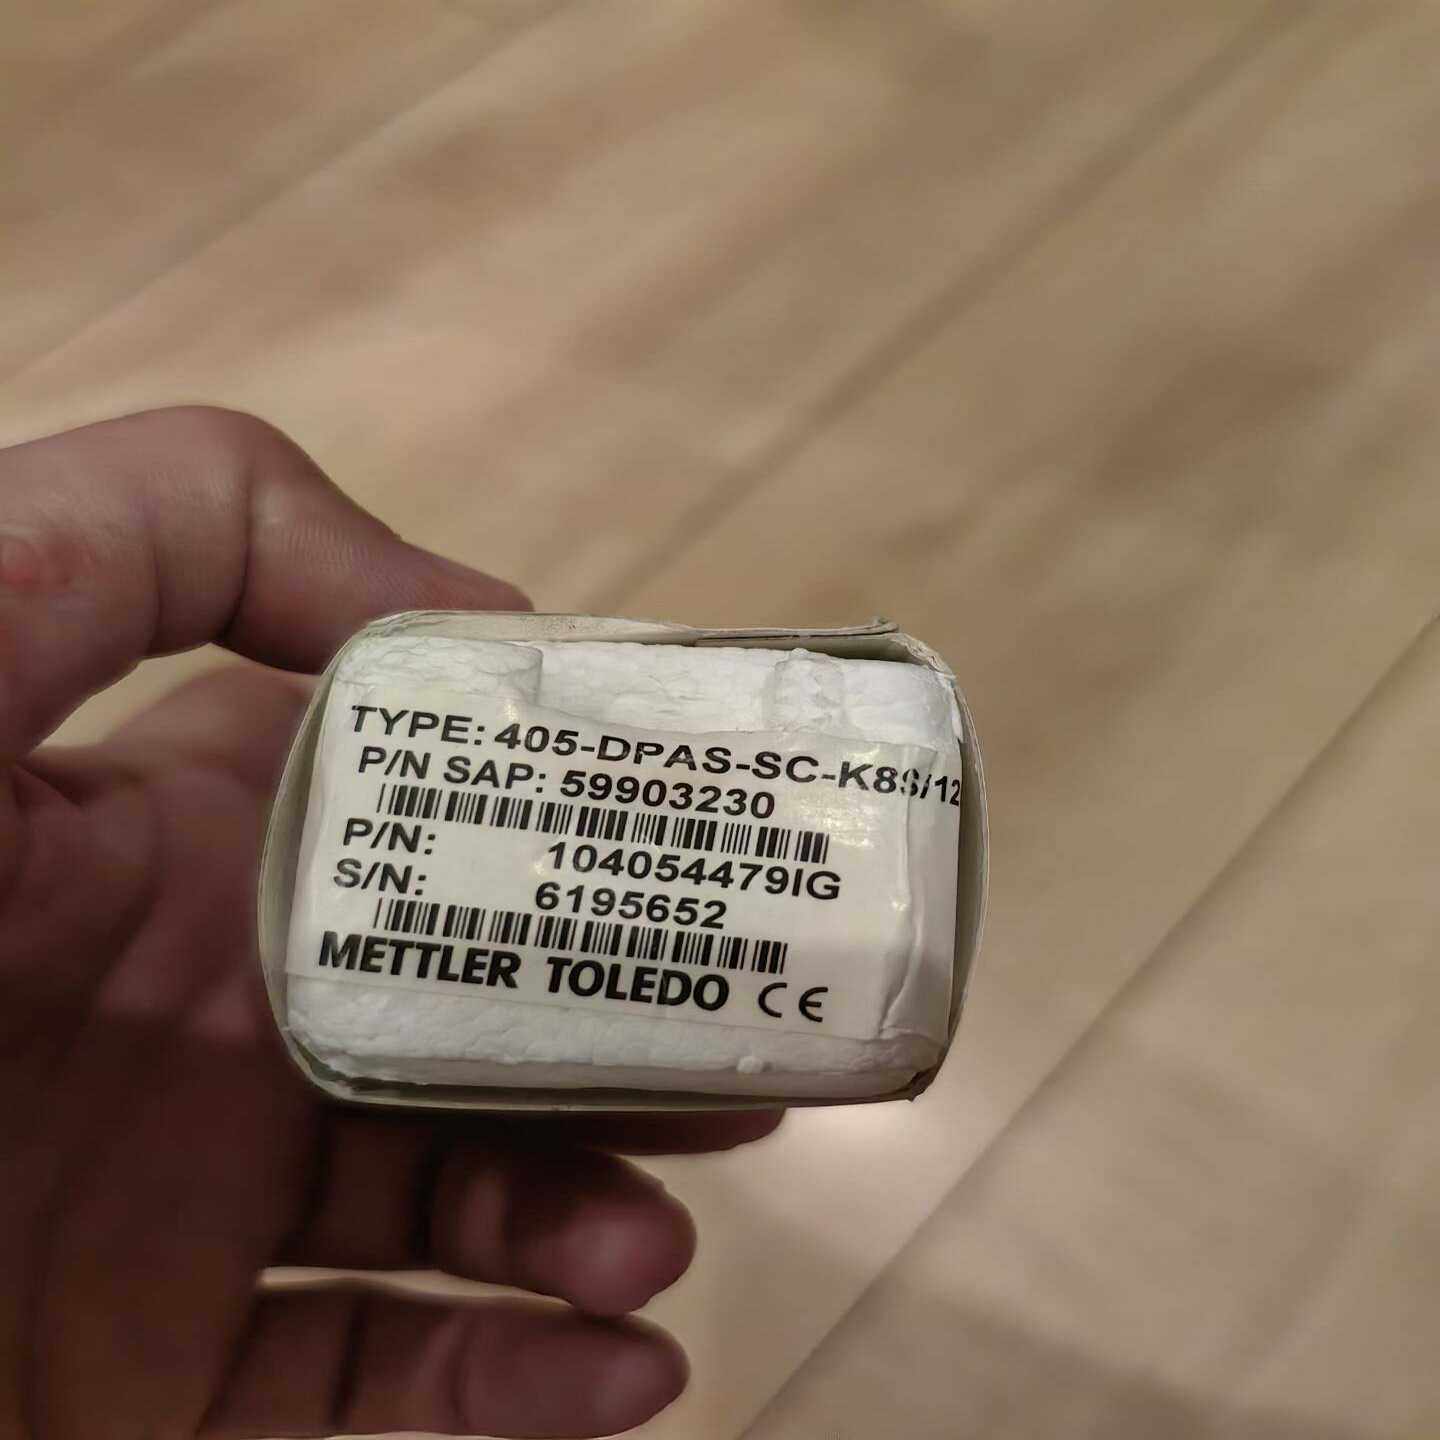 TYPE: 405-DPAS-SC-K8S/12
P/N SAP: 59903230
P/N: 104054479IG
S/N: 6195652
METTLER TOLEDO CE